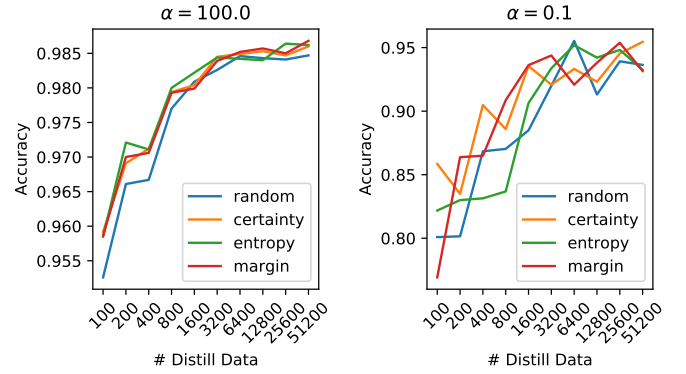 α = 100.0
Accuracy
0.985
0.980
0.975
0.970
0.965
0.960
0.955
random
certainty
entropy
margin
100
200
400
800
1600
3200
6400
12800
25600
51200
# Distill Data
α = 0.1
Accuracy
0.95
0.90
0.85
0.80
random
certainty
entropy
margin
100
200
400
800
1600
3200
6400
12800
25600
51200
# Distill Data